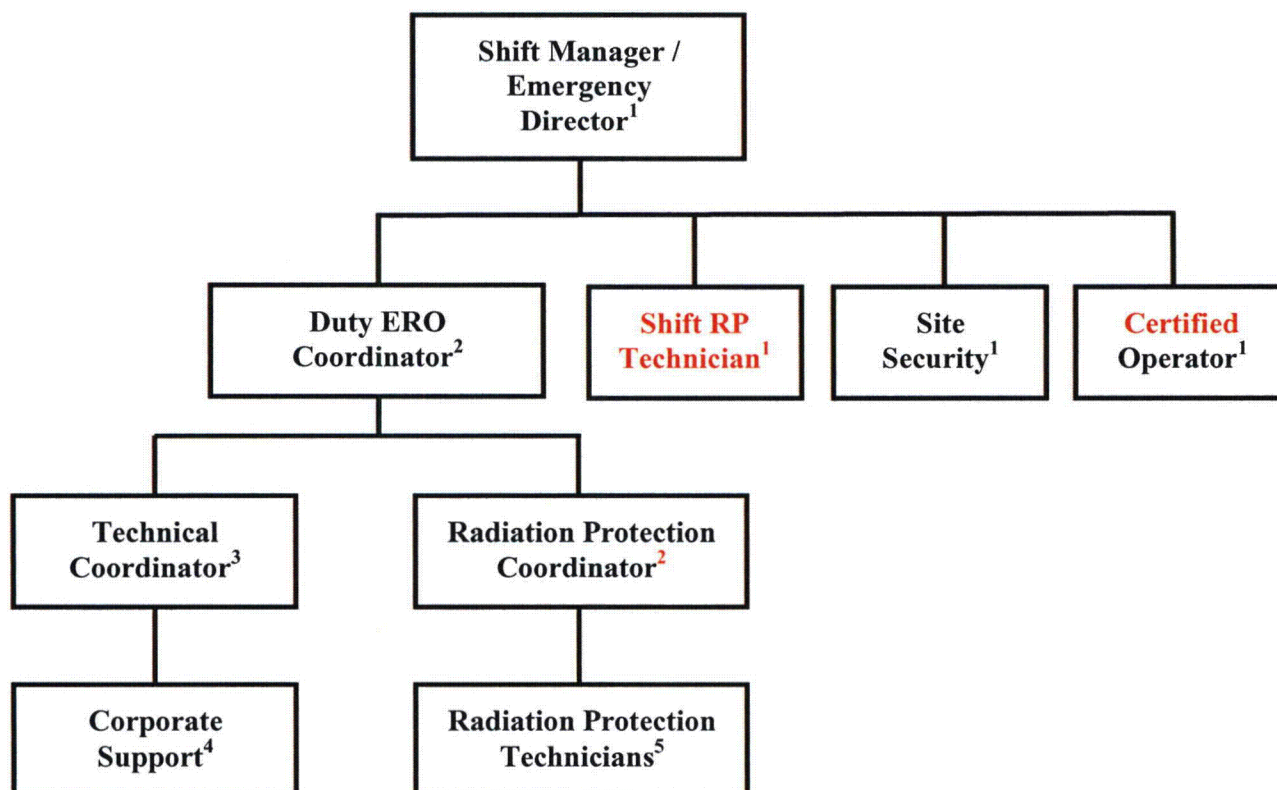 Shift Manager /
Emergency
Director¹
Duty ERO
Coordinator²
Shift RP
Technician¹
Site
Security¹
Certified
Operator¹
Technical
Coordinator³
Radiation Protection
Coordinator²
Corporate
Support⁴
Radiation Protection
Technicians⁵